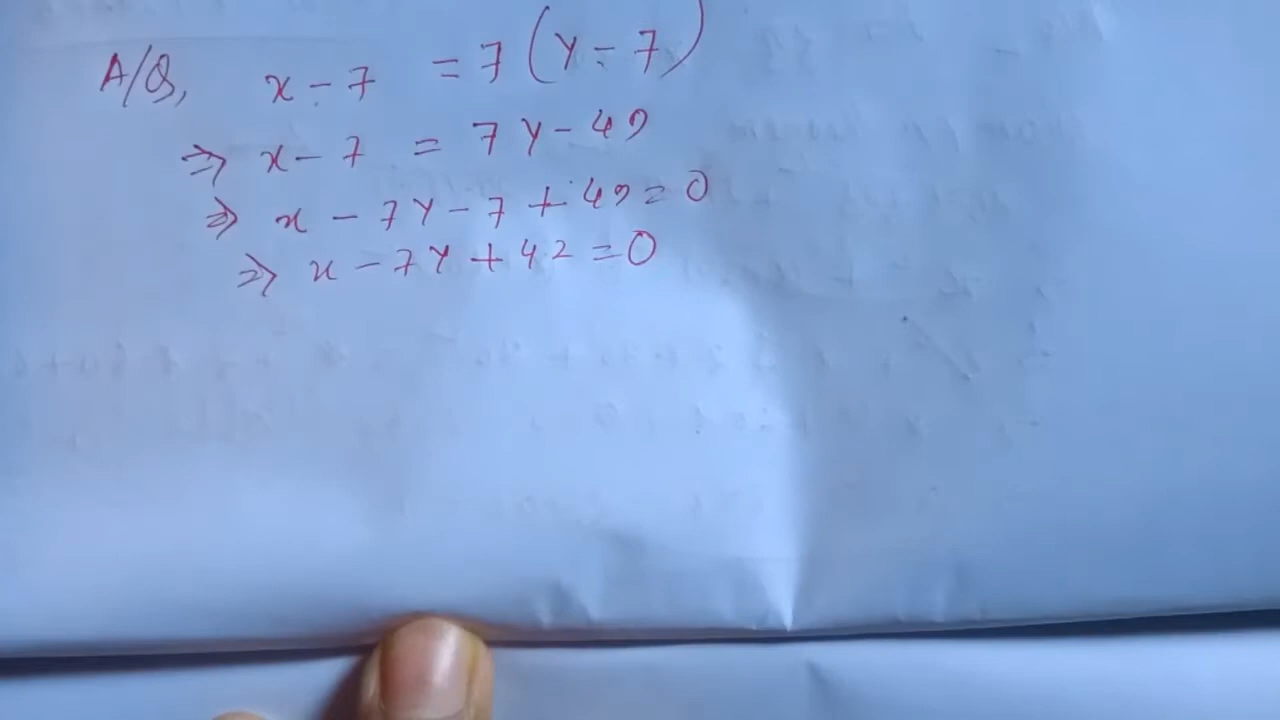 A/Q, x - 7 = 7 (y - 7)
⇒ x - 7 = 7y - 49
⇒ x - 7y - 7 + 49 = 0
⇒ x - 7y + 42 = 0